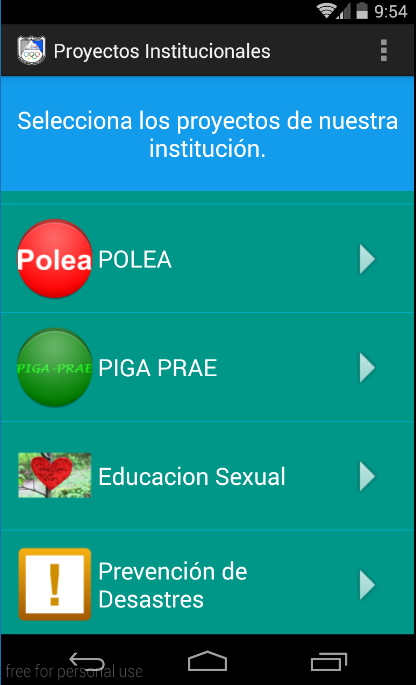 9:54
Proyectos Institucionales
Selecciona los proyectos de nuestra
institución.
Polea POLEA
PIGA-PRAE PIGA PRAE
Educacion Sexual
Prevención de
Desastres
free for personal use